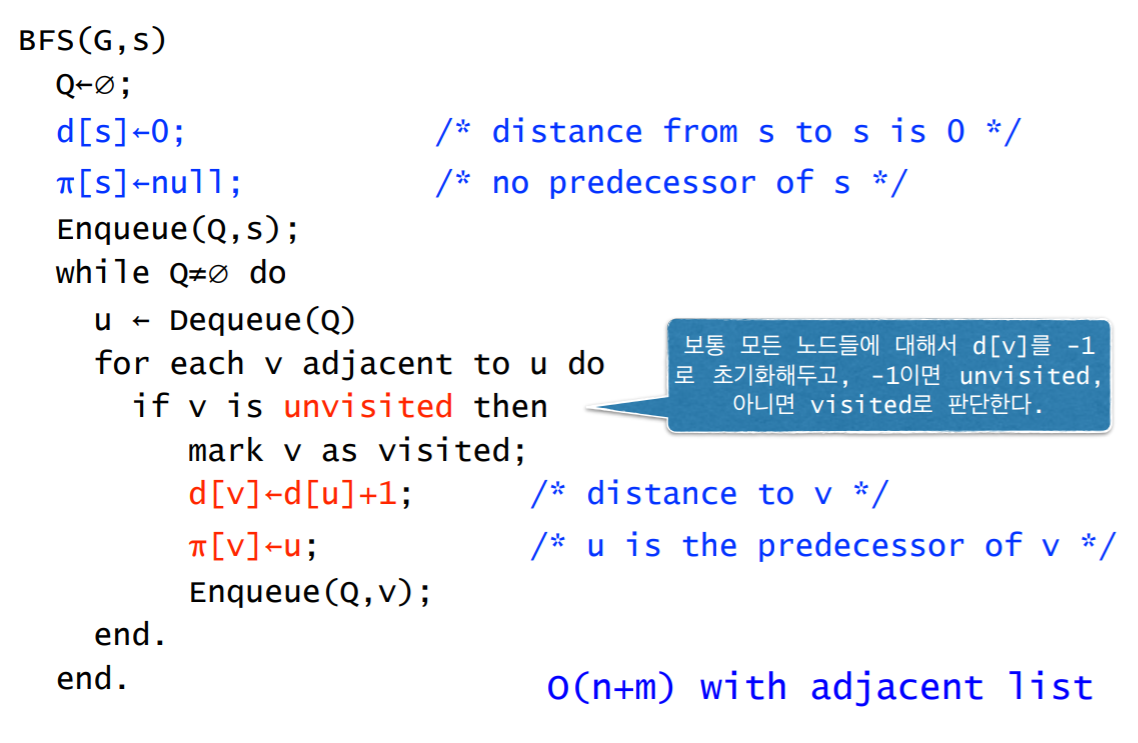 BFS(G,s)
Q←∅;
d[s]←0; /* distance from s to s is 0 */
π[s]←null; /* no predecessor of s */
Enqueue(Q,s);
while Q≠∅ do
u ← Dequeue(Q)
for each v adjacent to u do
if v is unvisited then
보통 모든 노드들에 대해서 d[v]를 -1
로 초기화해두고, -1이면 unvisited,
아니면 visited로 판단한다.
mark v as visited;
d[v]←d[u]+1; /* distance to v */
π[v]←u; /* u is the predecessor of v */
Enqueue(Q,v);
end.
end.
O(n+m) with adjacent list